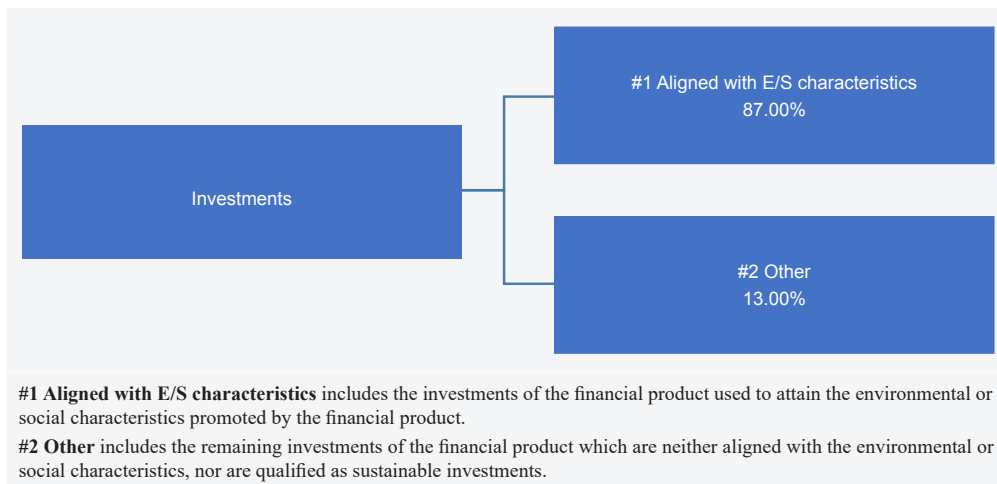 #1 Aligned with E/S characteristics
87.00%
Investments
#2 Other
13.00%
#1 Aligned with E/S characteristics includes the investments of the financial product used to attain the environmental or
social characteristics promoted by the financial product.
#2 Other includes the remaining investments of the financial product which are neither aligned with the environmental or
social characteristics, nor are qualified as sustainable investments.